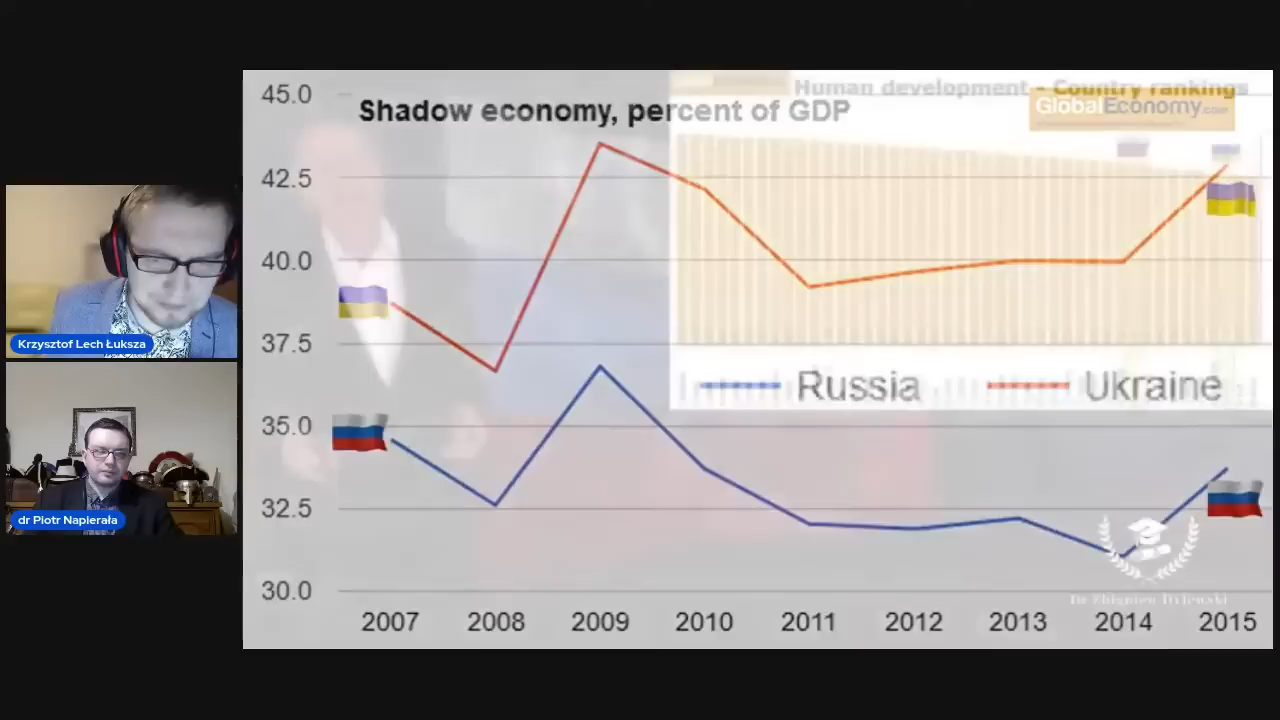 Human development - Country rankings
GlobalEconomy.com
Shadow economy, percent of GDP
45.0
42.5
40.0
37.5
35.0
32.5
30.0
Russia
Ukraine
2007 2008 2009 2010 2011 2012 2013 2014 2015
Krzysztof Lech Łuksza
dr Piotr Napierała